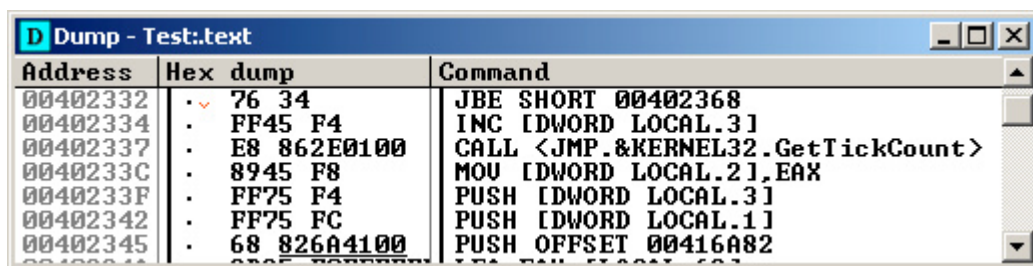 D Dump - Test:.text
Address Hex dump Command
00402332 . 76 34 JBE SHORT 00402368
00402334 . FF45 F4 INC [DWORD LOCAL.3]
00402337 . E8 862E0100 CALL <JMP.&KERNEL32.GetTickCount>
0040233C . 8945 F8 MOV [DWORD LOCAL.2],EAX
0040233F . FF75 F4 PUSH [DWORD LOCAL.3]
00402342 . FF75 FC PUSH [DWORD LOCAL.1]
00402345 . 68 826A4100 PUSH OFFSET 00416A82